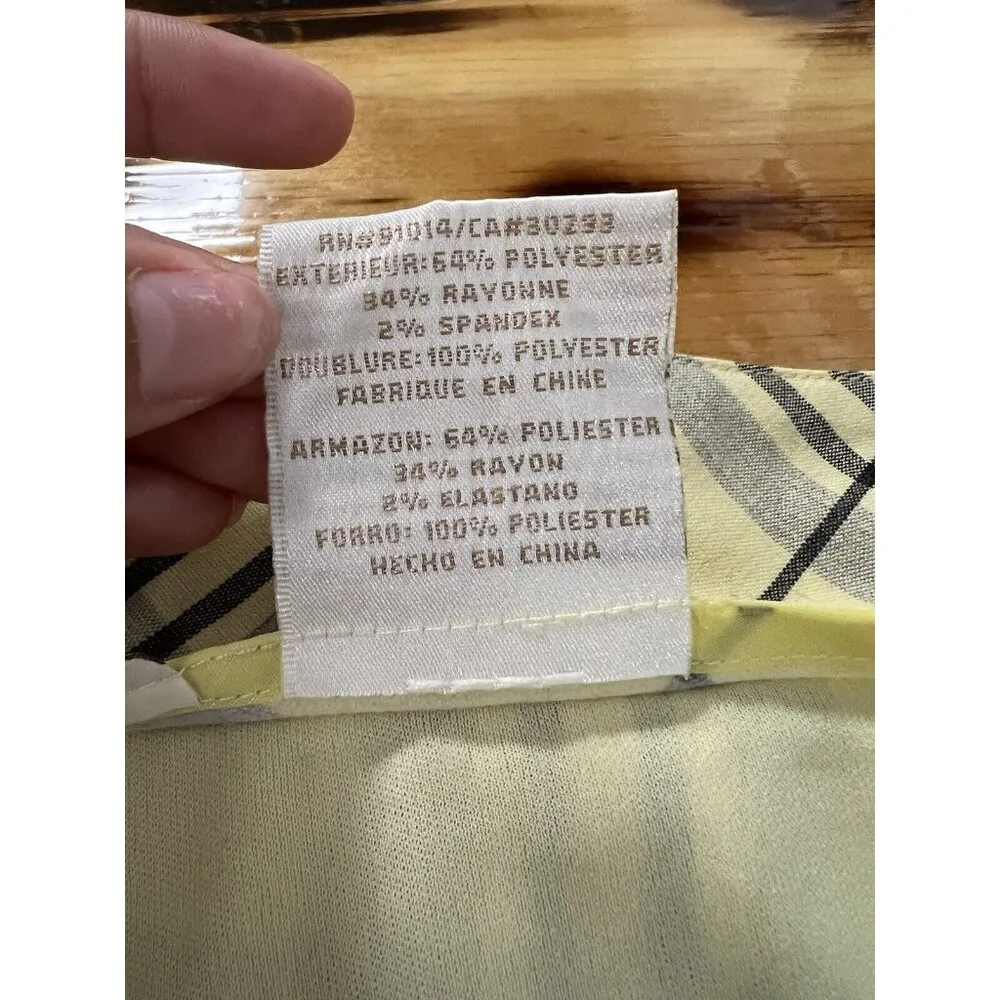 RN#91014/CA#30393
EXTERIEUR: 64% POLYESTER
34% RAYONNE
2% SPANDEX
DOUBLURE: 100% POLYESTER
FABRIQUE EN CHINE
ARMAZON: 64% POLIESTER
34% RAYON
2% ELASTANO
FORRO: 100% POLIESTER
HECHO EN CHINA